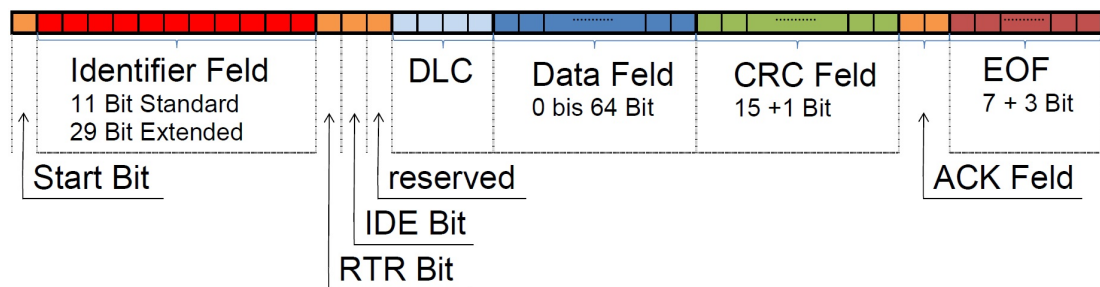 Identifier Feld
11 Bit Standard
29 Bit Extended
DLC
Data Feld
0 bis 64 Bit
CRC Feld
15 +1 Bit
EOF
7 + 3 Bit
Start Bit
reserved
ACK Feld
IDE Bit
RTR Bit